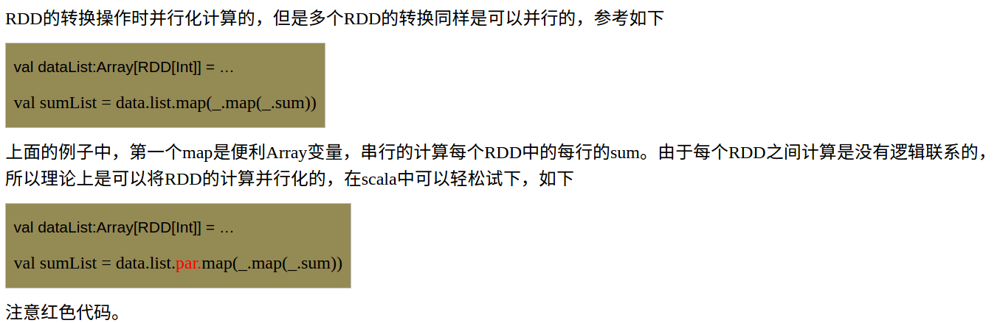 RDD的转换操作时并行化计算的，但是多个RDD的转换同样是可以并行的，参考如下
val dataList:Array[RDD[Int]] = …
val sumList = data.list.map(_.map(_.sum))
上面的例子中，第一个map是便利Array变量，串行的计算每个RDD中的每行的sum。由于每个RDD之间计算是没有逻辑联系的，
所以理论上是可以将RDD的计算并行化的，在scala中可以轻松试下，如下
val dataList:Array[RDD[Int]] = …
val sumList = data.list.par.map(_.map(_.sum))
注意红色代码。